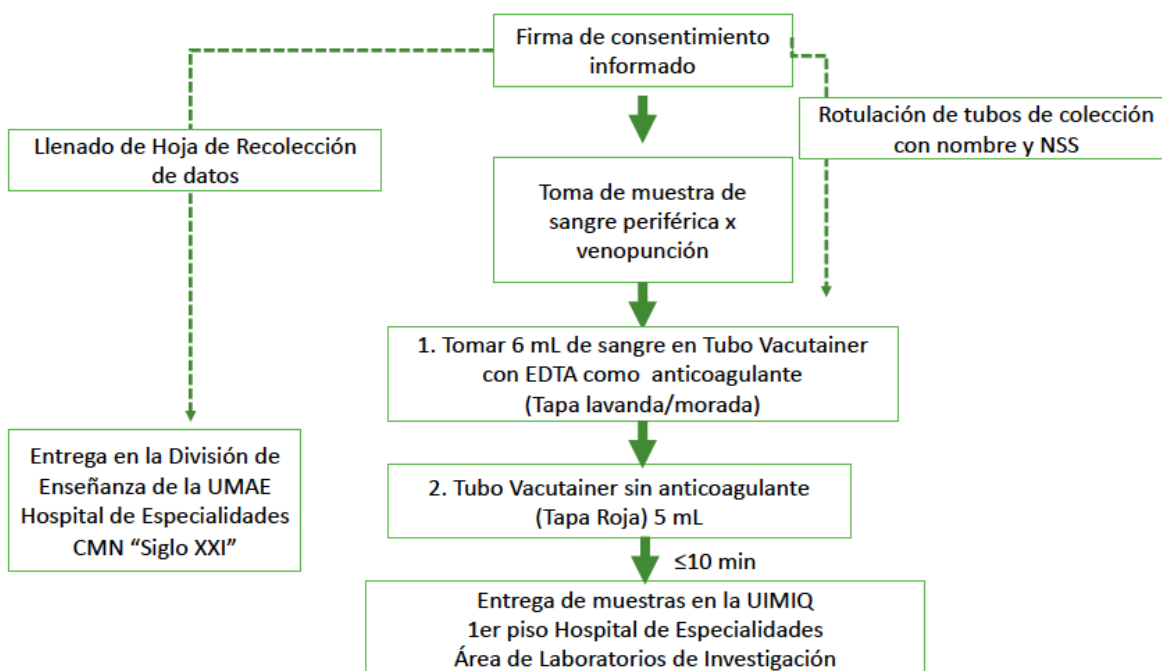 Firma de consentimiento
informado
Llenado de Hoja de Recolección
de datos
Rotulación de tubos de colección
con nombre y NSS
Toma de muestra de
sangre periférica x
venopunción
1. Tomar 6 mL de sangre en Tubo Vacutainer
con EDTA como anticoagulante
(Tapa lavanda/morada)
Entrega en la División de
Enseñanza de la UMAE
Hospital de Especialidades
CMN “Siglo XXI”
2. Tubo Vacutainer sin anticoagulante
(Tapa Roja) 5 mL
≤10 min
Entrega de muestras en la UIMIQ
1er piso Hospital de Especialidades
Área de Laboratorios de Investigación